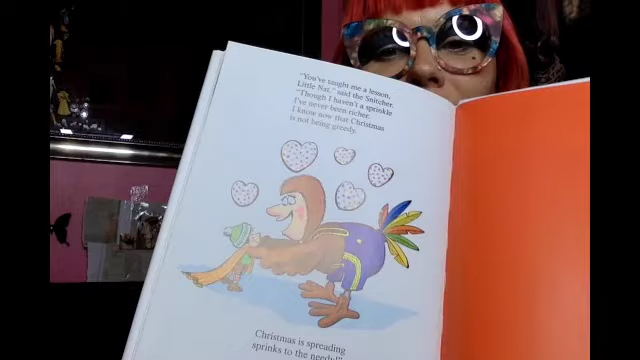 "You've taught me a lesson,
Little Nat," said the Snitcher.
"Though I haven't a sprinkle
I've never been richer.
I know now that Christmas
is not being greedy.
Christmas is spreading
sprinks to the needy!"